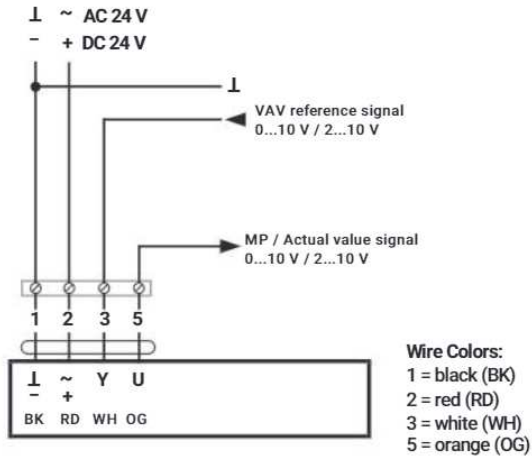 ⊥ ~ AC 24 V
− + DC 24 V
⊥
VAV reference signal
0...10 V / 2...10 V
MP / Actual value signal
0...10 V / 2...10 V
1 2 3 5
⊥ ~ Y U
− +
BK RD WH OG
Wire Colors:
1 = black (BK)
2 = red (RD)
3 = white (WH)
5 = orange (OG)